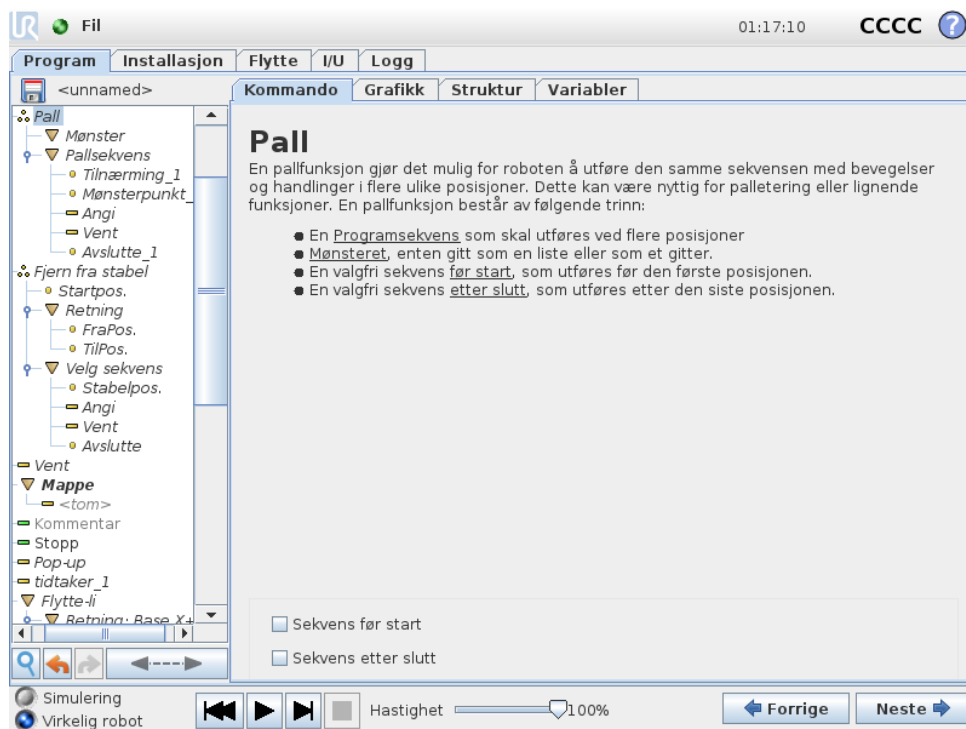 UR Fil 01:17:10 CCCC ?
Program Installasjon Flytte I/U Logg
<unnamed>
Kommando Grafikk Struktur Variabler
Pall
Mønster
Pallsekvens
Tilnærming_1
Mønsterpunkt_
Angi
Vent
Avslutte_1
Fjern fra stabel
Startpos.
Retning
FraPos.
TilPos.
Velg sekvens
Stabelpos.
Angi
Vent
Avslutte
Vent
Mappe
<tom>
Kommentar
Stopp
Pop-up
tidtaker_1
Flytte-li
Retning: Base X+
Pall
En pallfunksjon gjør det mulig for roboten å utføre den samme sekvensen med bevegelser
og handlinger i flere ulike posisjoner. Dette kan være nyttig for palletering eller lignende
funksjoner. En pallfunksjon består av følgende trinn:
En Programsekvens som skal utføres ved flere posisjoner
Mønsteret, enten gitt som en liste eller som et gitter.
En valgfri sekvens før start, som utføres før den første posisjonen.
En valgfri sekvens etter slutt, som utføres etter den siste posisjonen.
Sekvens før start
Sekvens etter slutt
Simulering
Virkelig robot
Hastighet 100%
Forrige Neste